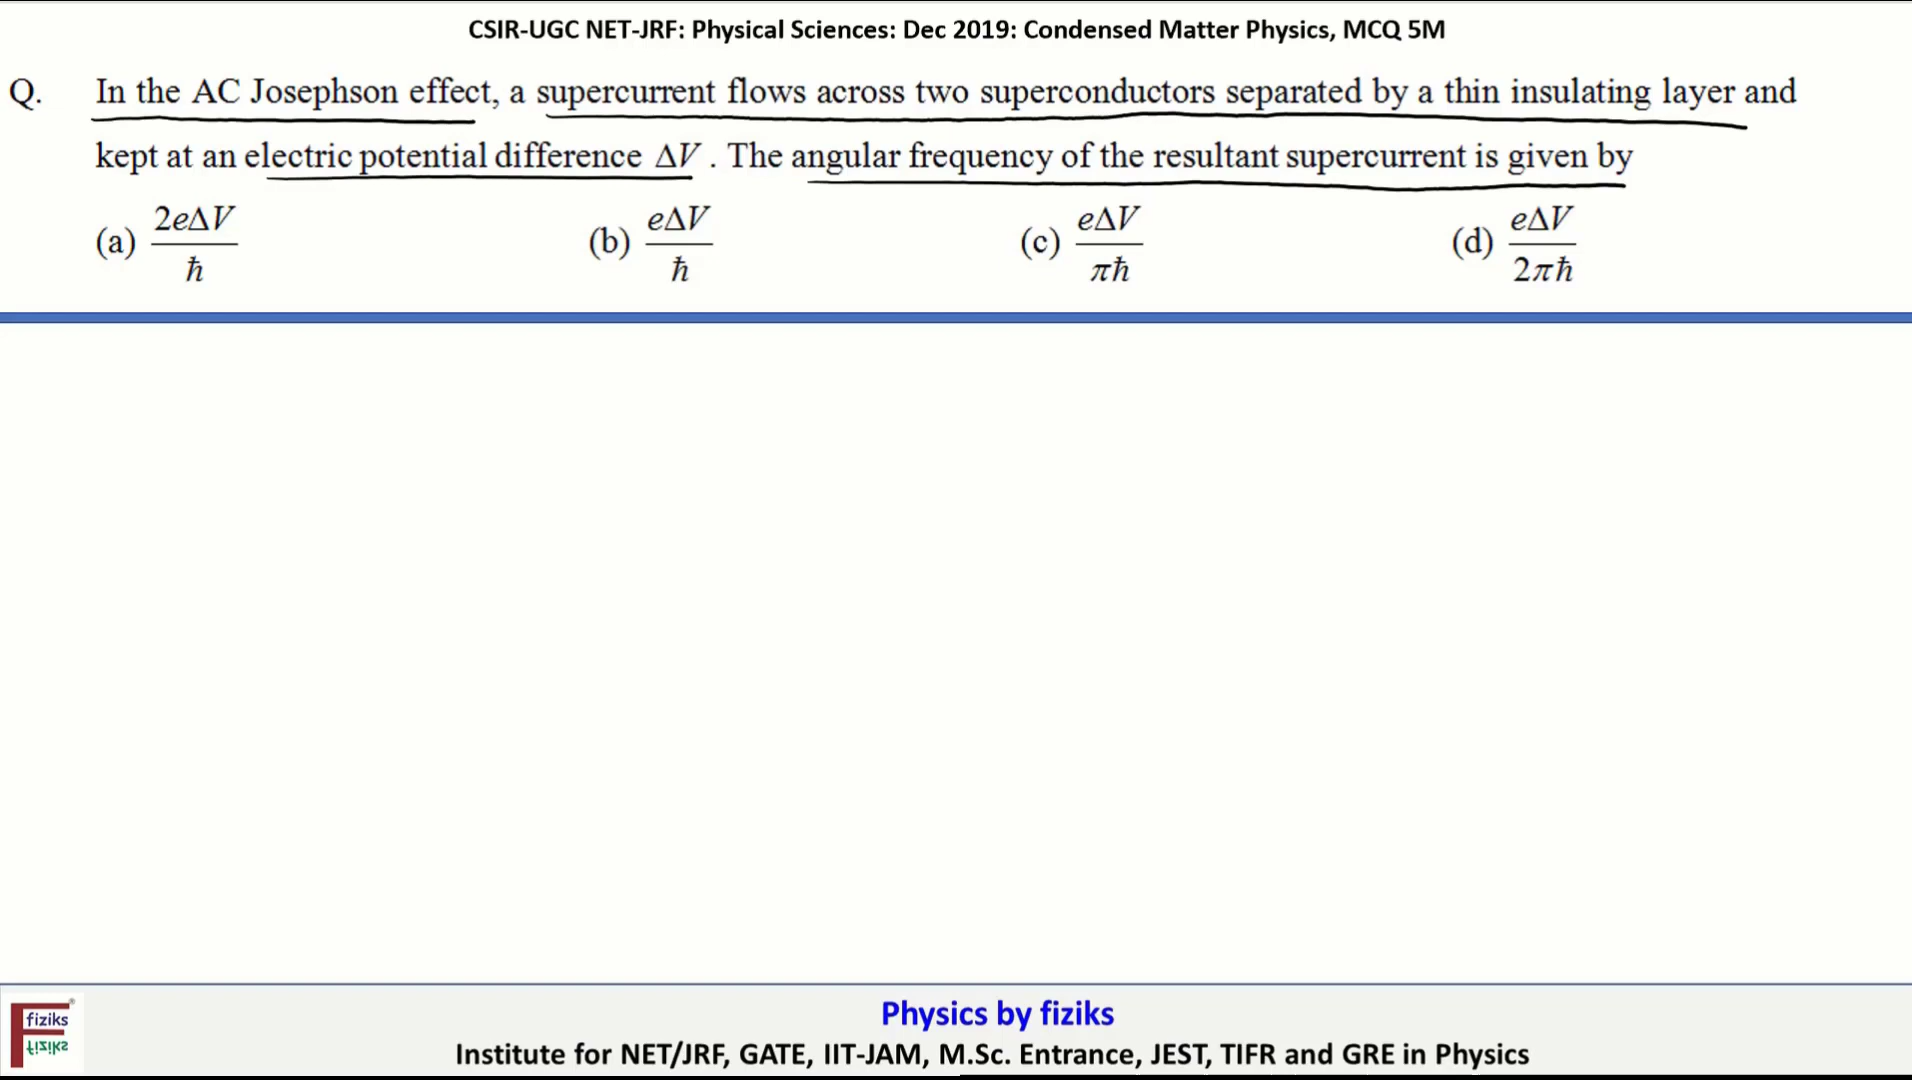 CSIR-UGC NET-JRF: Physical Sciences: Dec 2019: Condensed Matter Physics, MCQ 5M
Q. In the AC Josephson effect, a supercurrent flows across two superconductors separated by a thin insulating layer and
kept at an electric potential difference ΔV . The angular frequency of the resultant supercurrent is given by
(a) 2eΔV/ħ (b) eΔV/ħ (c) eΔV/πħ (d) eΔV/2πħ
fiziks
fiziks
Physics by fiziks
Institute for NET/JRF, GATE, IIT-JAM, M.Sc. Entrance, JEST, TIFR and GRE in Physics